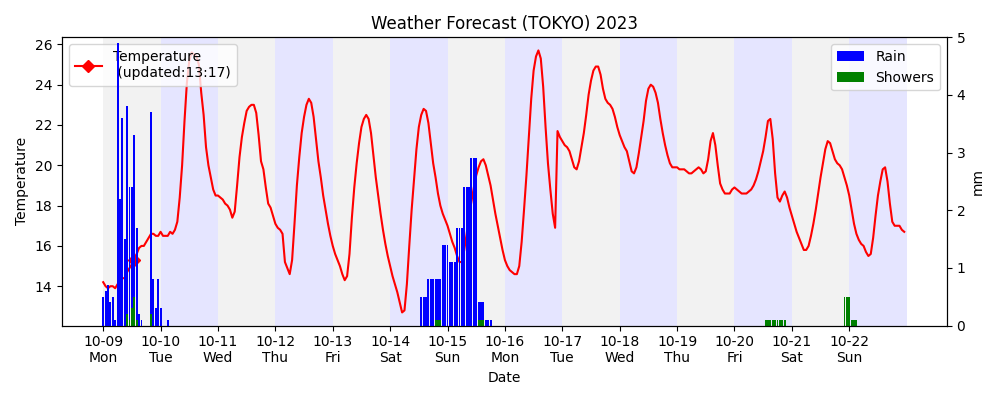 Weather Forecast (TOKYO) 2023
Temperature
(updated:13:17)
Rain
Showers
26
24
22
20
18
16
14
Temperature
5
4
3
2
1
0
mm
10-09 10-10 10-11 10-12 10-13 10-14 10-15 10-16 10-17 10-18 10-19 10-20 10-21 10-22
Mon Tue Wed Thu Fri Sat Sun Mon Tue Wed Thu Fri Sat Sun
Date